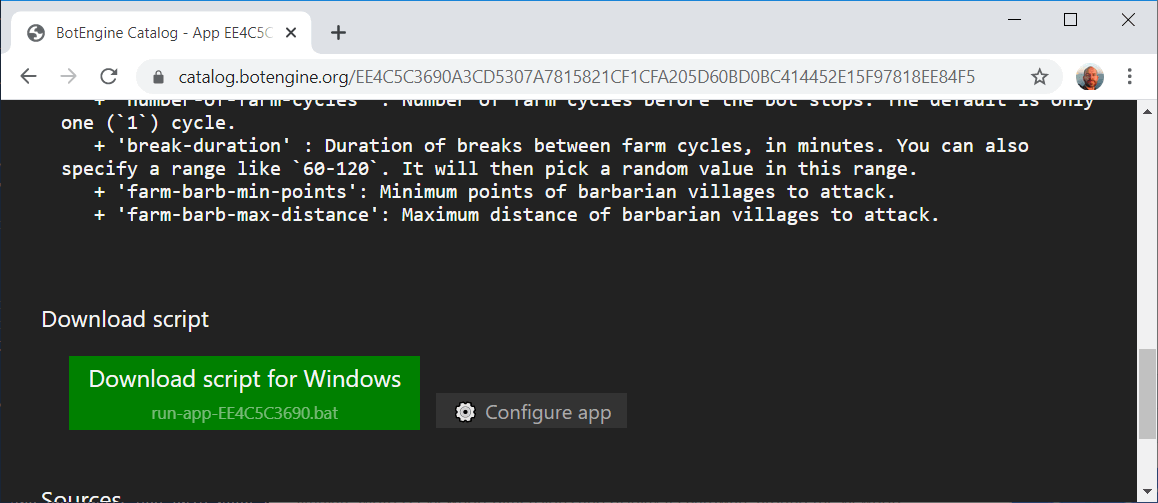 BotEngine Catalog - App EE4C5C
catalog.botengine.org/EE4C5C3690A3CD5307A7815821CF1CFA205D60BD0BC414452E15F97818EE84F5
+ 'number-of-farm-cycles' : Number of farm cycles before the bot stops. The default is only
one (`1`) cycle.
+ 'break-duration' : Duration of breaks between farm cycles, in minutes. You can also
specify a range like `60-120`. It will then pick a random value in this range.
+ 'farm-barb-min-points': Minimum points of barbarian villages to attack.
+ 'farm-barb-max-distance': Maximum distance of barbarian villages to attack.
Download script
Download script for Windows
run-app-EE4C5C3690.bat
Configure app
Sources